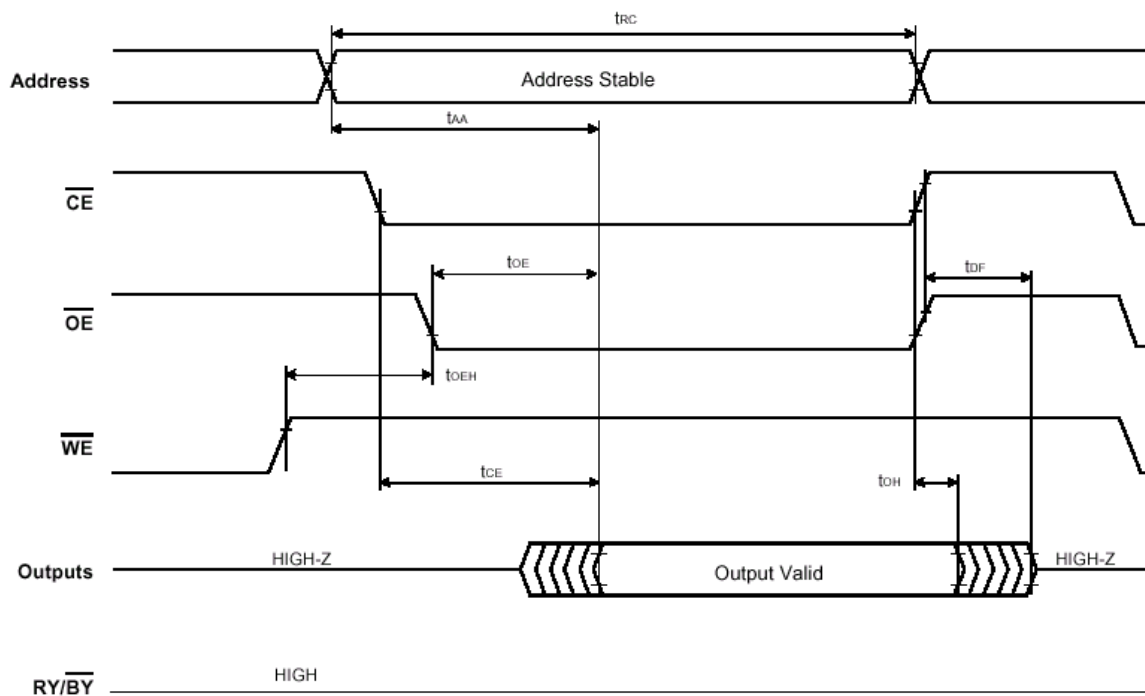 tRC
Address
Address Stable
tAA
CE
tOE
tDF
OE
tOEH
WE
tCE
tOH
HIGH-Z
Outputs
Output Valid
HIGH-Z
HIGH
RY/BY